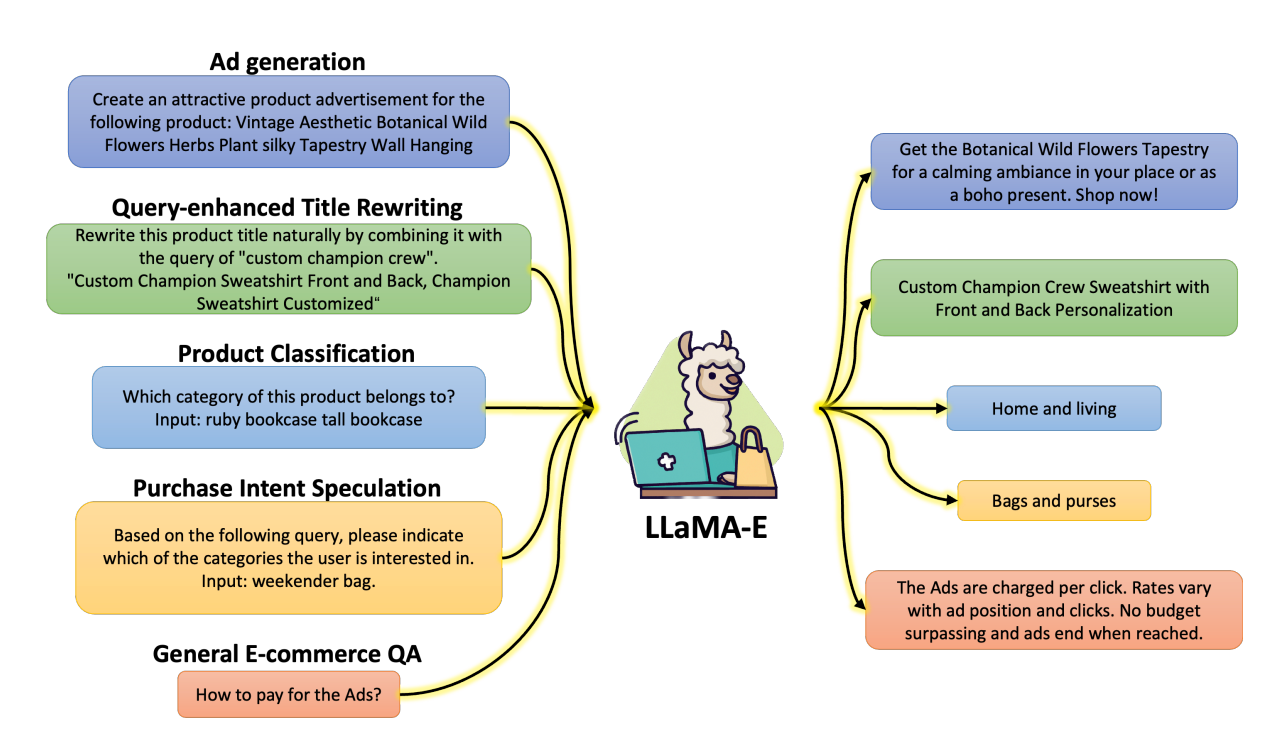 Ad generation
Create an attractive product advertisement for the
following product: Vintage Aesthetic Botanical Wild
Flowers Herbs Plant silky Tapestry Wall Hanging
Query-enhanced Title Rewriting
Rewrite this product title naturally by combining it with
the query of "custom champion crew".
"Custom Champion Sweatshirt Front and Back, Champion
Sweatshirt Customized“
Product Classification
Which category of this product belongs to?
Input: ruby bookcase tall bookcase
Purchase Intent Speculation
Based on the following query, please indicate
which of the categories the user is interested in.
Input: weekender bag.
General E-commerce QA
How to pay for the Ads?
LLaMA-E
Get the Botanical Wild Flowers Tapestry
for a calming ambiance in your place or as
a boho present. Shop now!
Custom Champion Crew Sweatshirt with
Front and Back Personalization
Home and living
Bags and purses
The Ads are charged per click. Rates vary
with ad position and clicks. No budget
surpassing and ads end when reached.